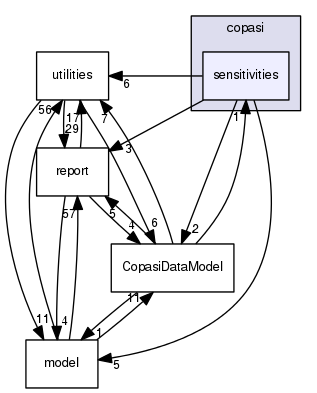 copasi
utilities
sensitivities
6
56
17
29
7
1
3
report
57
5
4
6
2
CopasiDataModel
11
11
4
1
model
5